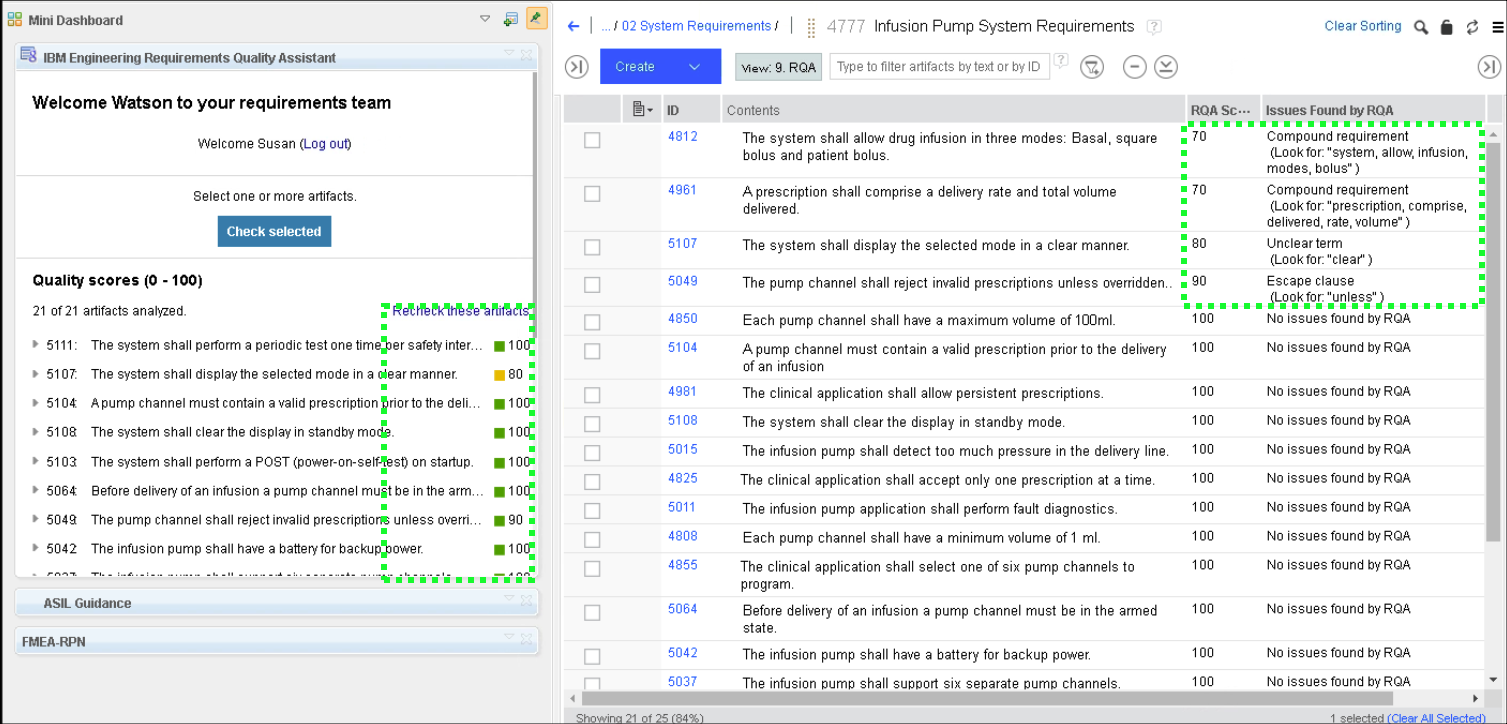 Mini Dashboard
IBM Engineering Requirements Quality Assistant
Welcome Watson to your requirements team
Welcome Susan (Log out)
Select one or more artifacts.
Check selected
Quality scores (0 - 100)
21 of 21 artifacts analyzed. Recheck these artifacts
5111: The system shall perform a periodic test one time per safety inter... 100
5107: The system shall display the selected mode in a clear manner. 80
5104: A pump channel must contain a valid prescription prior to the deli... 100
5108: The system shall clear the display in standby mode. 100
5103: The system shall perform a POST (power-on-self-test) on startup. 100
5064: Before delivery of an infusion a pump channel must be in the arm... 100
5049: The pump channel shall reject invalid prescriptions unless overri... 90
5042: The infusion pump shall have a battery for backup power. 100
5037: The infusion pump shall support six separate pump channels. 100
ASIL Guidance
FMEA-RPN
... / 02 System Requirements / 4777 Infusion Pump System Requirements ? Clear Sorting
Create View: 9. RQA Type to filter artifacts by text or by ID ?
ID Contents RQA Sc... Issues Found by RQA
4812 The system shall allow drug infusion in three modes: Basal, square 70 Compound requirement
bolus and patient bolus. (Look for: "system, allow, infusion,
modes, bolus" )
4961 A prescription shall comprise a delivery rate and total volume 70 Compound requirement
delivered. (Look for: "prescription, comprise,
delivered, rate, volume" )
5107 The system shall display the selected mode in a clear manner. 80 Unclear term
(Look for: "clear" )
5049 The pump channel shall reject invalid prescriptions unless overridden.. 90 Escape clause
(Look for: "unless" )
4850 Each pump channel shall have a maximum volume of 100ml. 100 No issues found by RQA
5104 A pump channel must contain a valid prescription prior to the delivery 100 No issues found by RQA
of an infusion
4981 The clinical application shall allow persistent prescriptions. 100 No issues found by RQA
5108 The system shall clear the display in standby mode. 100 No issues found by RQA
5015 The infusion pump shall detect too much pressure in the delivery line. 100 No issues found by RQA
4825 The clinical application shall accept only one prescription at a time. 100 No issues found by RQA
5011 The infusion pump application shall perform fault diagnostics. 100 No issues found by RQA
4808 Each pump channel shall have a minimum volume of 1 ml. 100 No issues found by RQA
4855 The clinical application shall select one of six pump channels to 100 No issues found by RQA
program.
5064 Before delivery of an infusion a pump channel must be in the armed 100 No issues found by RQA
state.
5042 The infusion pump shall have a battery for backup power. 100 No issues found by RQA
5037 The infusion pump shall support six separate pump channels. 100 No issues found by RQA
Showing 21 of 25 (84%) 1 selected (Clear All Selected)